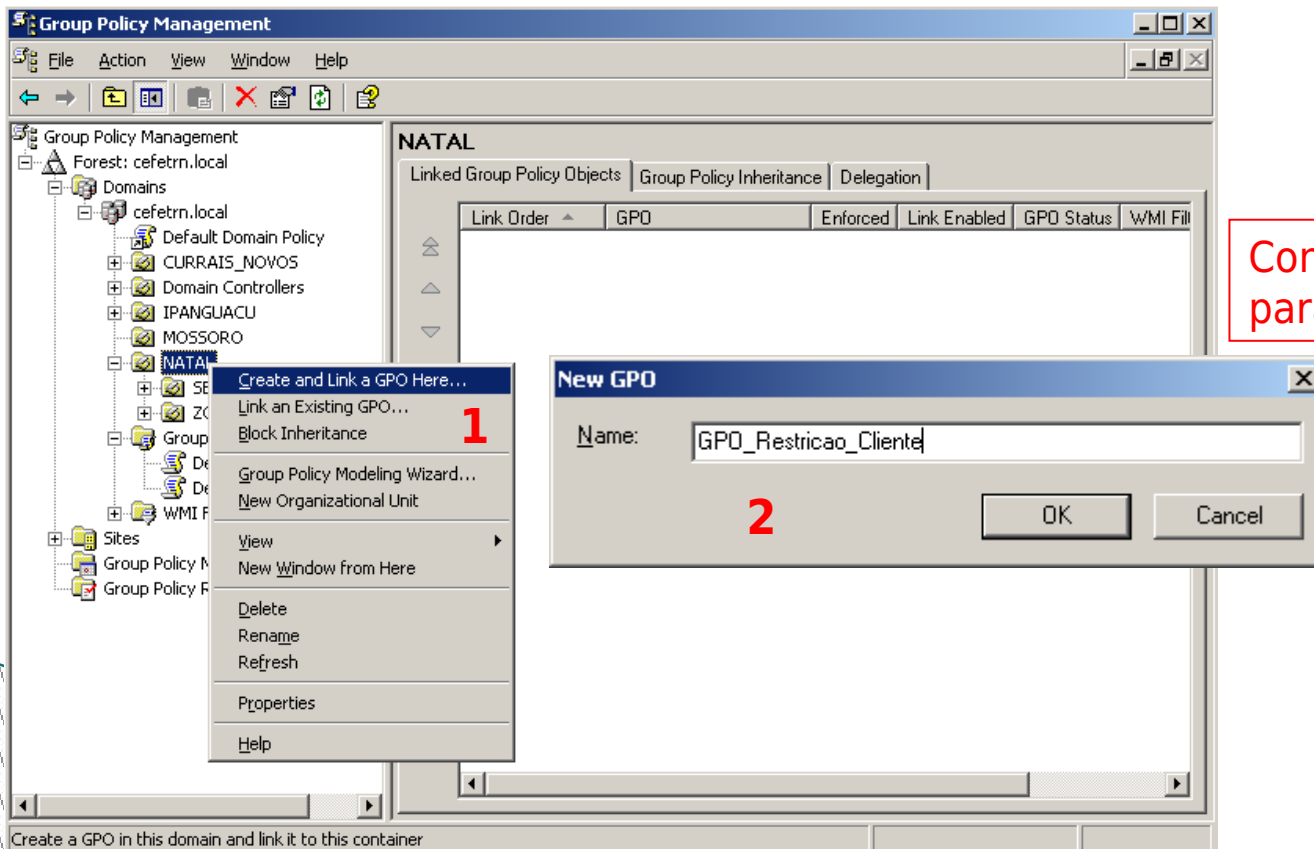 Group Policy Management
File Action View Window Help
Group Policy Management
Forest: cefetrn.local
Domains
cefetrn.local
Default Domain Policy
CURRAIS_NOVOS
Domain Controllers
IPANGUACU
MOSSORO
NATAL
SE
ZO
Group
De
De
WMI F
Sites
Group Policy M
Group Policy R
NATAL
Linked Group Policy Objects Group Policy Inheritance Delegation
Link Order GPO Enforced Link Enabled GPO Status WMI Filt
Create and Link a GPO Here...
Link an Existing GPO...
1
Block Inheritance
Group Policy Modeling Wizard...
New Organizational Unit
View
New Window from Here
Delete
Rename
Refresh
Properties
Help
New GPO
Name: GPO_Restricao_Cliente
2
OK Cancel
Create a GPO in this domain and link it to this container